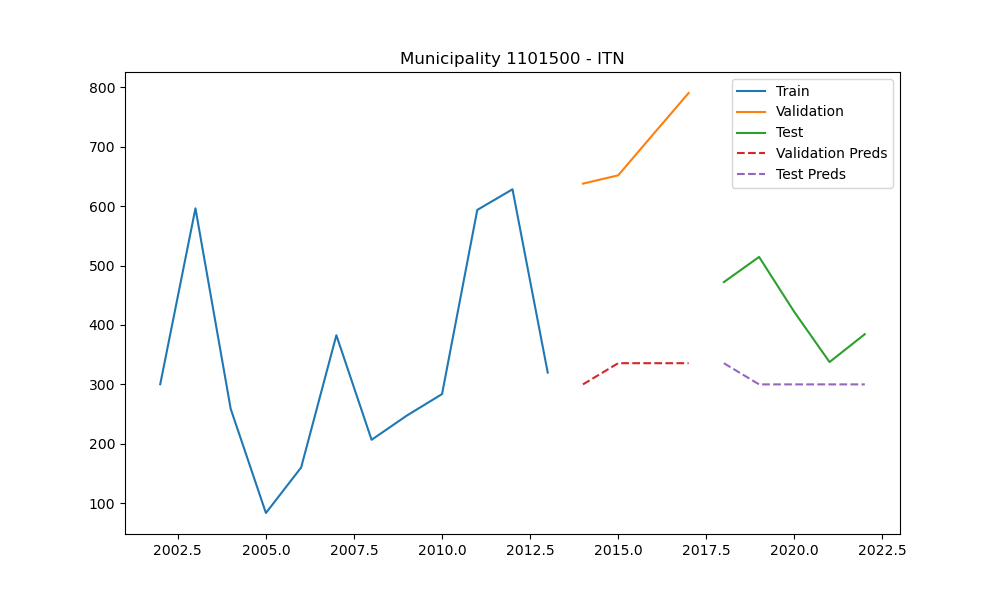 Municipality 1101500 - ITN
800
700
600
500
400
300
200
100
2002.5 2005.0 2007.5 2010.0 2012.5 2015.0 2017.5 2020.0 2022.5
Train
Validation
Test
Validation Preds
Test Preds